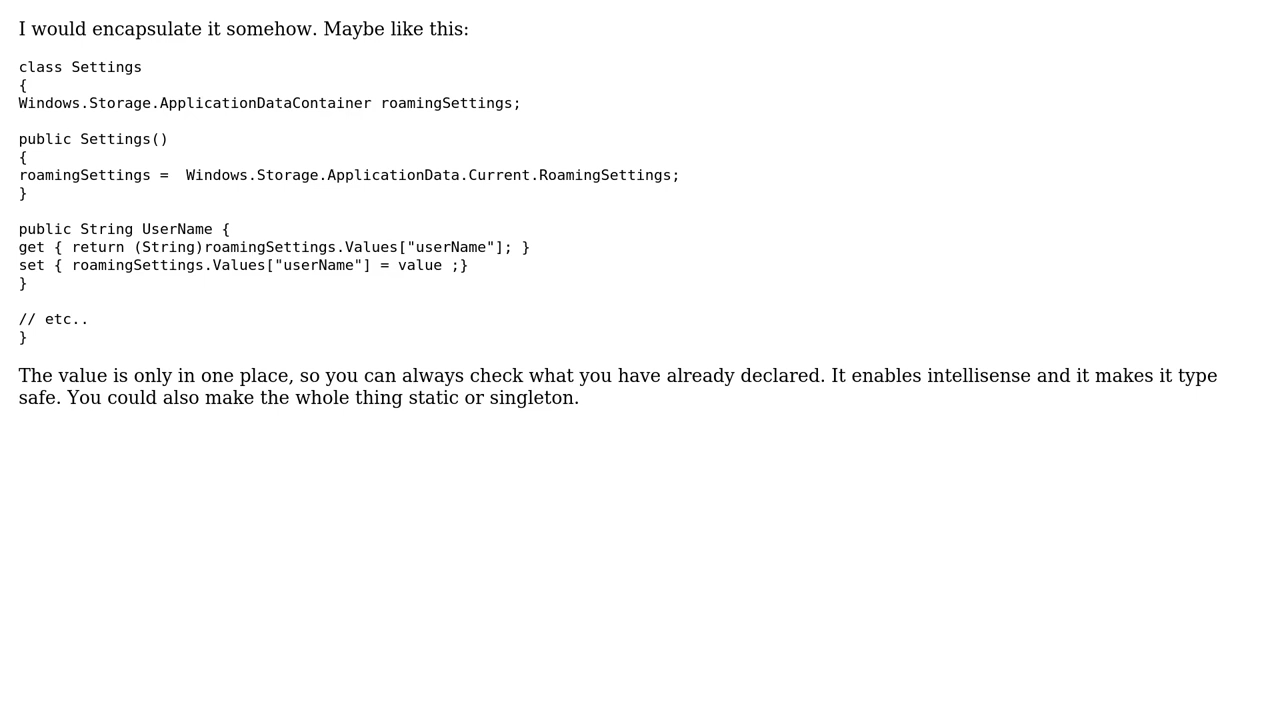 I would encapsulate it somehow. Maybe like this:
class Settings
{
Windows.Storage.ApplicationDataContainer roamingSettings;
public Settings()
{
roamingSettings =  Windows.Storage.ApplicationData.Current.RoamingSettings;
}
public String UserName {
get { return (String)roamingSettings.Values["userName"]; }
set { roamingSettings.Values["userName"] = value ;}
}
// etc..
}
The value is only in one place, so you can always check what you have already declared. It enables intellisense and it makes it type
safe. You could also make the whole thing static or singleton.